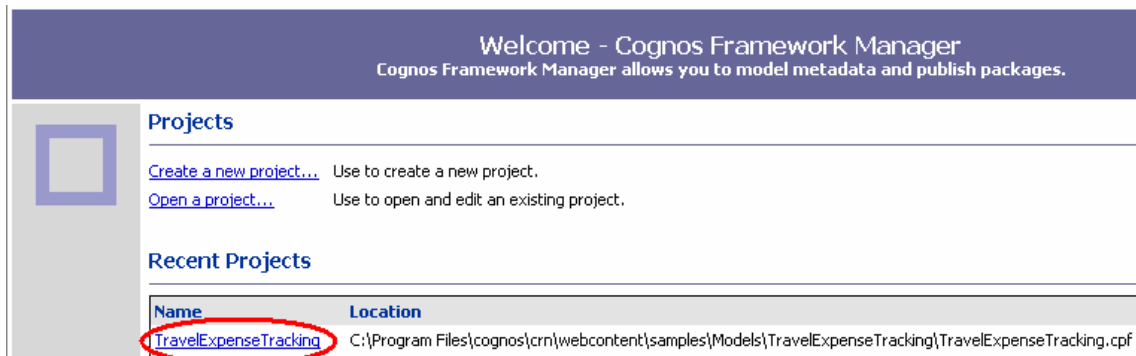 Welcome - Cognos Framework Manager
Cognos Framework Manager allows you to model metadata and publish packages.
Projects
Create a new project... Use to create a new project.
Open a project... Use to open and edit an existing project.
Recent Projects
Name Location
TravelExpenseTracking C:\Program Files\cognos\crn\webcontent\samples\Models\TravelExpenseTracking\TravelExpenseTracking.cpf